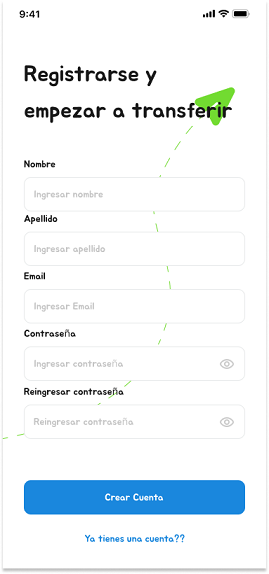 9:41
Registrarse y
empezar a transferir
Nombre
Ingresar nombre
Apellido
Ingresar apellido
Email
Ingresar Email
Contraseña
Ingresar contraseña
Reingresar contraseña
Reingresar contraseña
Crear Cuenta
Ya tienes una cuenta??